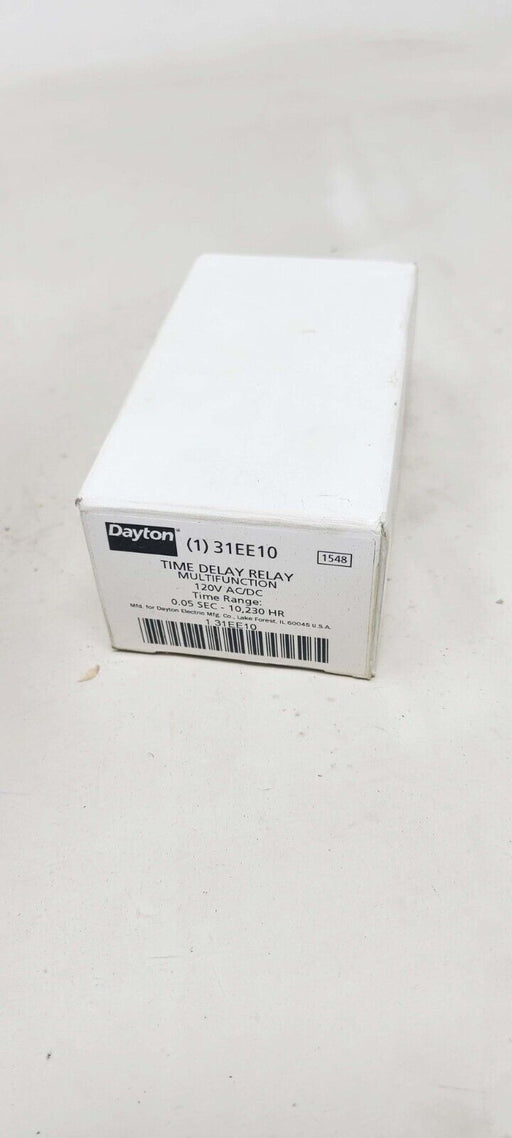 Dayton™ (1) 31EE10
1548
TIME DELAY RELAY
MULTIFUNCTION
120V AC/DC
Time Range:
0.05 SEC - 10,230 HR
Mfd. for Dayton Electric Mfg. Co., Lake Forest, IL 60045 U.S.A.
1 31EE10